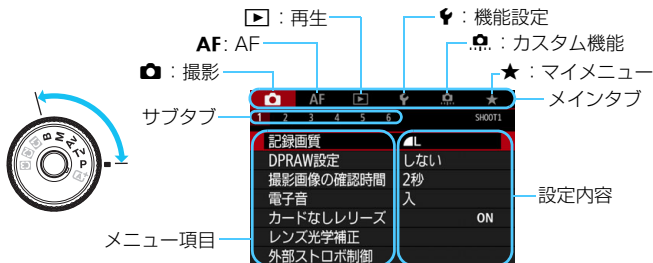 ：再生
：機能設定
AF: AF
：カスタム機能
：撮影
★：マイメニュー
AF
メインタブ
サブタブ
1 2 3 4 5 6 SHOOT1
記録画質 L
DPRAW設定 しない
撮影画像の確認時間 2秒
電子音 入
カードなしレリーズ ON
レンズ光学補正
外部ストロボ制御
設定内容
メニュー項目
B M Av Tv P A+